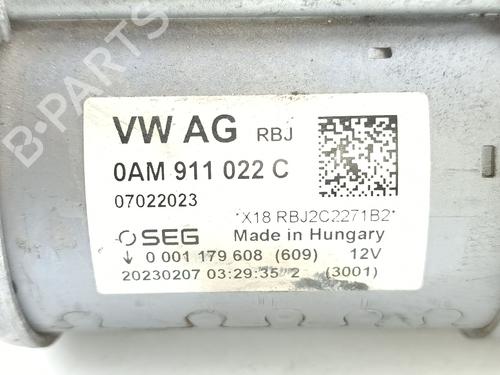 VW AG RBJ
0AM 911 022 C
07022023
*X18 RBJ2C2271B2*
SEG Made in Hungary
↓ 0 001 179 608 (609) 12V
20230207 03:29:35 2 (3001)
B-PARTS